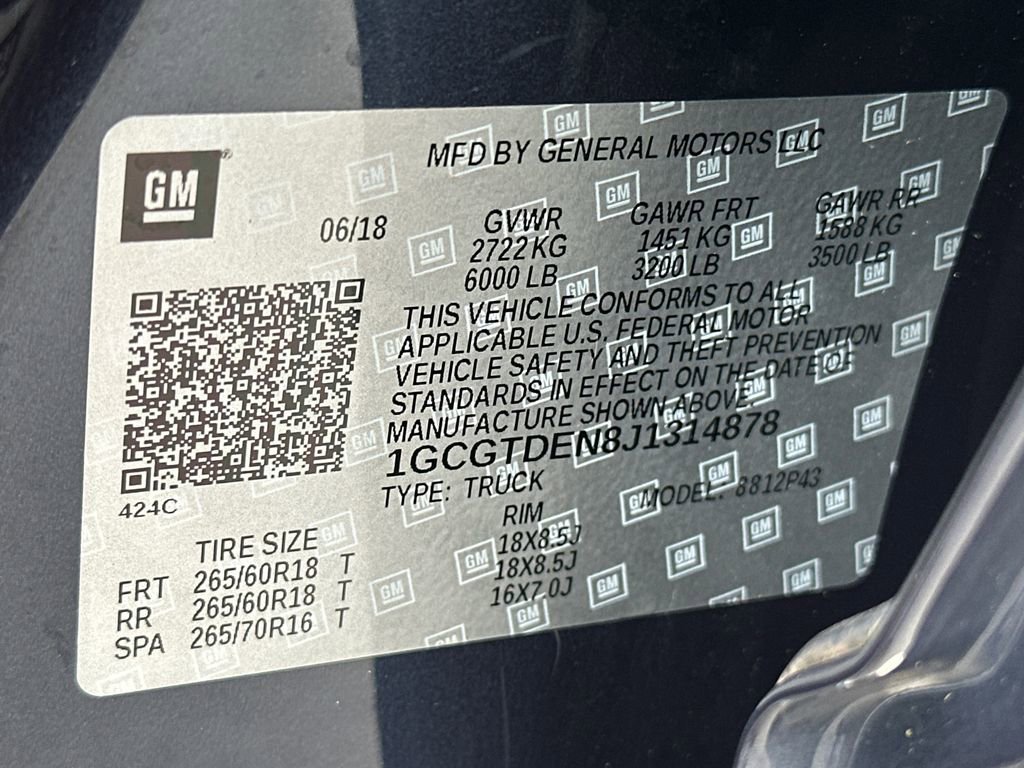 GM
MFD BY GENERAL MOTORS LLC
06/18
GVWR GAWR FRT GAWR RR
2722 KG 1451 KG 1588 KG
6000 LB 3200 LB 3500 LB
THIS VEHICLE CONFORMS TO ALL
APPLICABLE U.S. FEDERAL MOTOR
VEHICLE SAFETY AND THEFT PREVENTION
STANDARDS IN EFFECT ON THE DATE OF
MANUFACTURE SHOWN ABOVE.
1GCGTDEN8J1314878
TYPE: TRUCK MODEL: 8812P43
424C
TIRE SIZE RIM
FRT 265/60R18 T 18X8.5J
RR 265/60R18 T 18X8.5J
SPA 265/70R16 T 16X7.0J